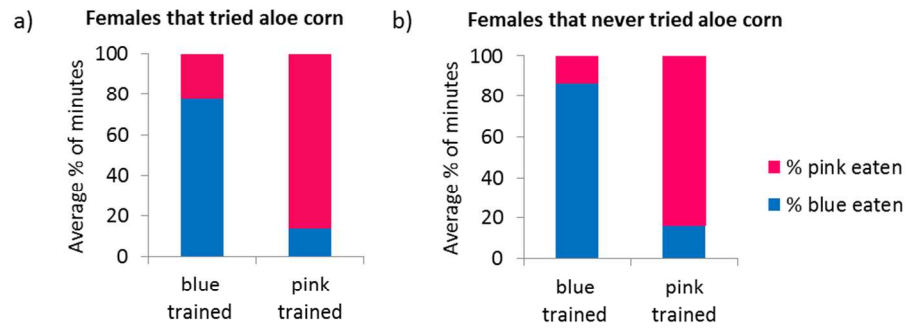 a)
Females that tried aloe corn
Average % of minutes
100
80
60
40
20
0
blue trained
pink trained
b)
Females that never tried aloe corn
Average % of minutes
100
80
60
40
20
0
blue trained
pink trained
% pink eaten
% blue eaten